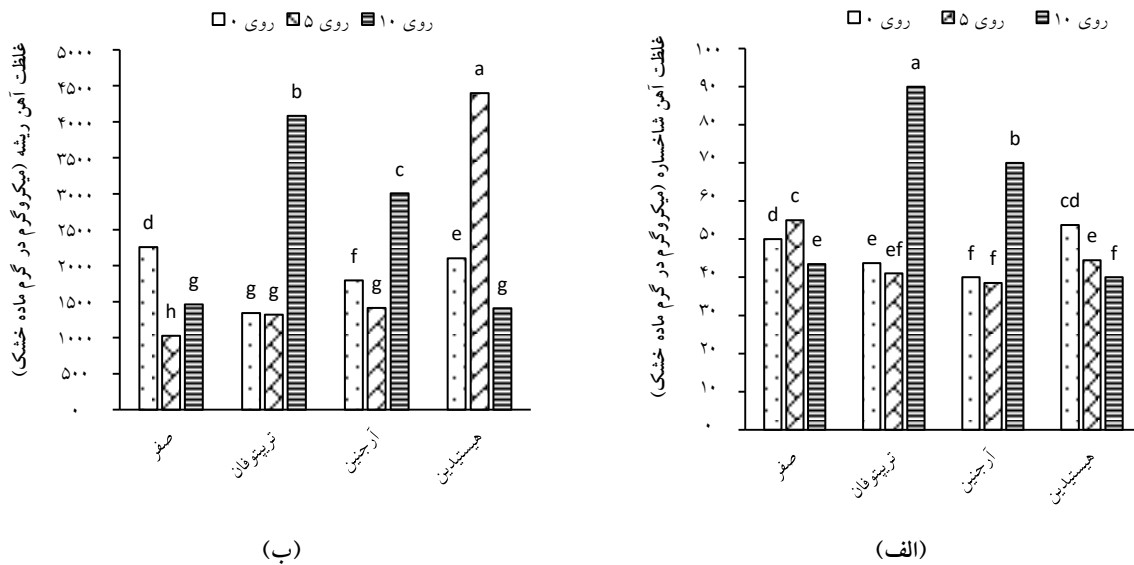 روی ۰ روی ۵ روی ۱۰
غلظت آهن شاخساره (میکروگرم در گرم ماده خشک)
۱۰۰
۹۰
۸۰
۷۰
۶۰
۵۰
۴۰
۳۰
۲۰
۱۰
۰
d c e
e ef a
f f b
cd e f
صفر تریپتوفان آرجنین هیستیدین
(الف)
روی ۰ روی ۵ روی ۱۰
غلظت آهن ریشه (میکروگرم در گرم ماده خشک)
۵۰۰۰
۴۵۰۰
۴۰۰۰
۳۵۰۰
۳۰۰۰
۲۵۰۰
۲۰۰۰
۱۵۰۰
۱۰۰۰
۵۰۰
۰
d h g
g g b
f g c
e a g
صفر تریپتوفان آرجنین هیستیدین
(ب)